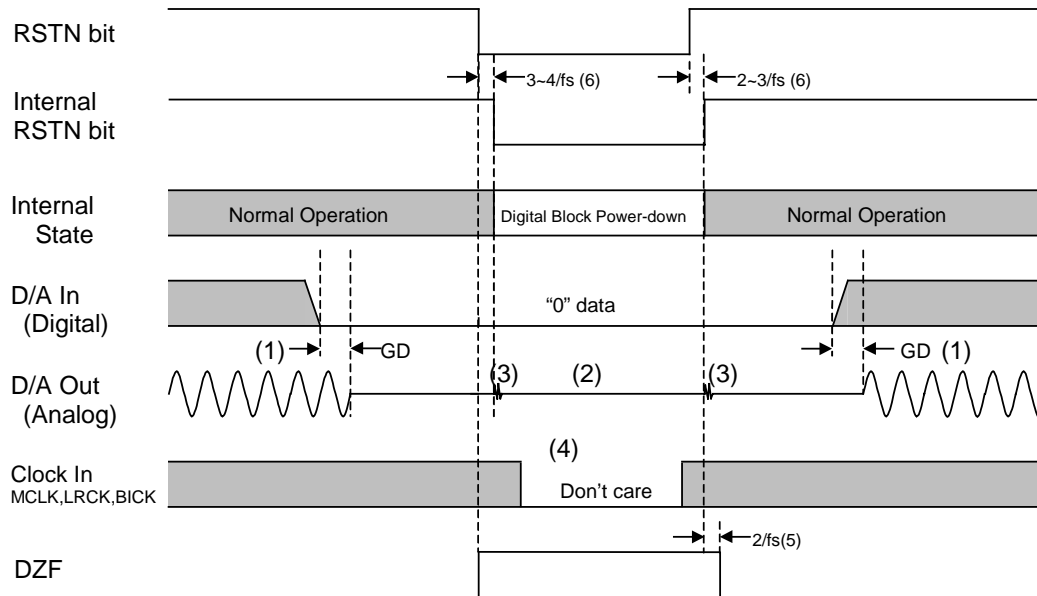 RSTN bit
3~4/fs (6)
2~3/fs (6)
Internal
RSTN bit
Internal
State
Normal Operation
Digital Block Power-down
Normal Operation
D/A In
(Digital)
“0” data
(1)
GD
GD
(1)
D/A Out
(Analog)
(3)
(2)
(3)
(4)
Clock In
MCLK,LRCK,BICK
Don’t care
2/fs(5)
DZF